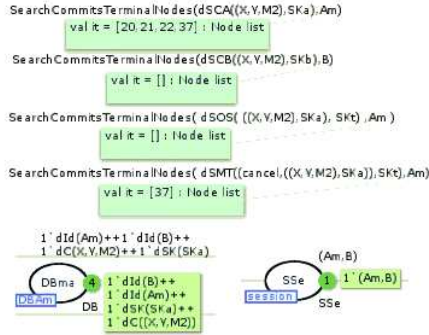 SearchCommitsTerminalNodes(dSCA((X,Y,M2),SKa),Am)
val it = [20,21,22,37] : Node list
SearchCommitsTerminalNodes(dSCB((X,Y,M2),SKb),B)
val it = [] : Node list
SearchCommitsTerminalNodes( dSOS( ((X,Y,M2),SKa), SKt) ,Am )
val it = [] : Node list
SearchCommitsTerminalNodes( dSMT((cancel,((X,Y,M2),SKa)),SKt),Am)
val it = [37] : Node list
1`dId(Am)++1`dId(B)++
1`dC(X,Y,M2)++1`dSK(SKa)
DBma
4
1`dId(B)++
1`dId(Am)++
1`dSK(SKa)++
1`dC((X,Y,M2))
DBAm
DB
(Am,B)
SSe
1
1`(Am,B)
session
SSe